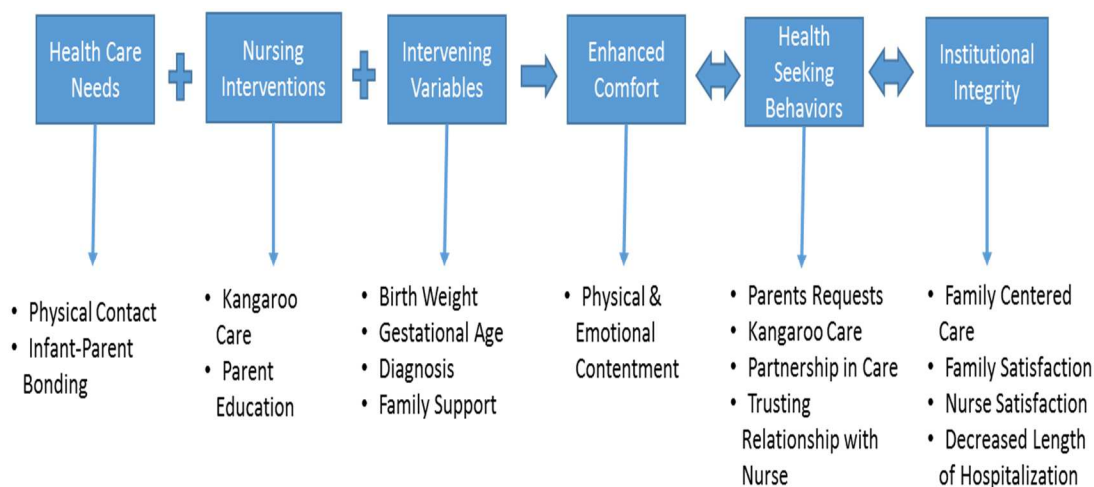 Health Care
Needs
Nursing
Interventions
Intervening
Variables
Enhanced
Comfort
Health
Seeking
Behaviors
Institutional
Integrity
• Physical Contact
• Infant-Parent
Bonding
• Kangaroo
Care
• Parent
Education
• Birth Weight
• Gestational Age
• Diagnosis
• Family Support
• Physical &
Emotional
Contentment
• Parents Requests
• Kangaroo Care
• Partnership in Care
• Trusting
Relationship with
Nurse
• Family Centered
Care
• Family Satisfaction
• Nurse Satisfaction
• Decreased Length
of Hospitalization